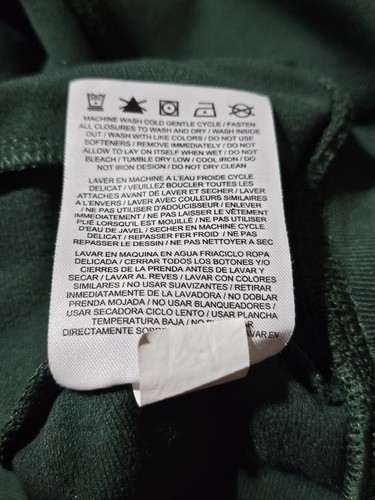 MACHINE WASH COLD GENTLE CYCLE / FASTEN
ALL CLOSURES TO WASH AND DRY / WASH INSIDE
OUT / WASH WITH LIKE COLORS / DO NOT USE
SOFTENERS / REMOVE IMMEDIATELY / DO NOT
ALLOW TO LAY ON ITSELF WHEN WET / DO NOT
BLEACH / TUMBLE DRY LOW / COOL IRON / DO
NOT IRON DESIGN / DO NOT DRY CLEAN
LAVER EN MACHINE A L'EAU FROIDE CYCLE
DELICAT / VEUILLEZ BOUCLER TOUTES LES
ATTACHES AVANT DE LAVER ET SECHER / LAVER
A L'ENVERS / LAVER AVEC COULEURS SIMILAIRES
/ NE PAS UTILISER D'ADOUCISEUR / ENLEVER
IMMEDIATEMENT / NE PAS LAISSER LE VÊTEMENT
PLIÉ LORSQU'IL EST MOUILLÉ / NE PAS UTILISER
D'EAU DE JAVEL / SECHER EN MACHINE CYCLE
DELICAT / REPASSER FER FROID / NE PAS
REPASSER LE DESSIN / NE PAS NETTOYER A SEC
LAVAR EN MAQUINA EN AGUA FRIACICLO ROPA
DELICADA / CERRAR TODOS LOS BOTONES Y/O
CIERRES DE LA PRENDA ANTES DE LAVAR Y
SECAR / LAVAR AL REVES / LAVAR CON COLORES
SIMILARES / NO USAR SUAVIZANTES / RETIRAR
INMEDIATAMENTE DE LA LAVADORA / NO DOBLAR
PRENDA MOJADA / NO USAR BLANQUEADORES /
USAR SECADORA CICLO LENTO / USAR PLANCHA
TEMPERATURA BAJA / NO
DIRECTAMENTE LAVAR EN